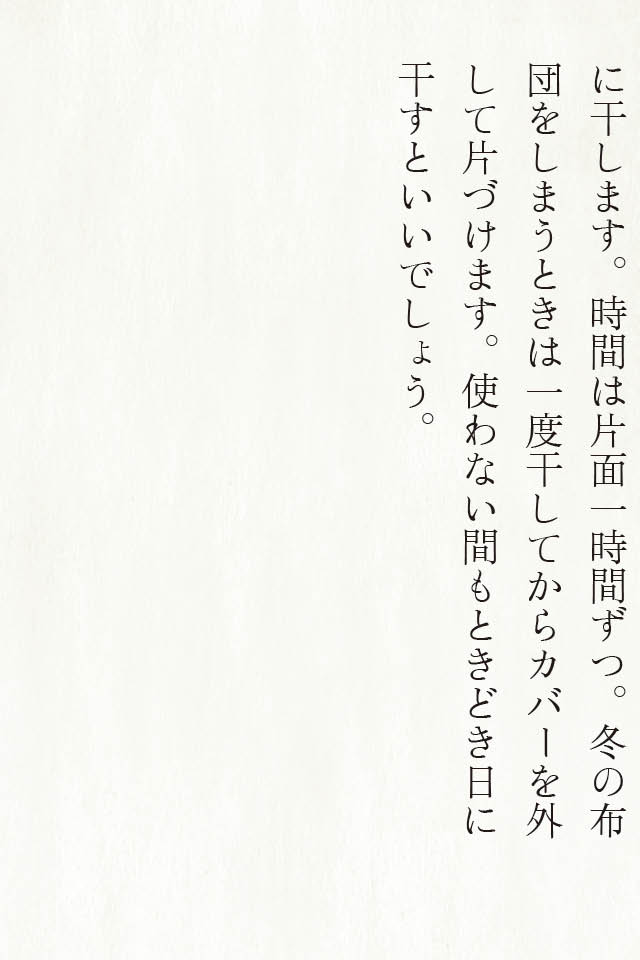 に干します。時間は片面一時間ずつ。冬の布
団をしまうときは一度干してからカバーを外
して片づけます。使わない間もときどき日に
干すといいでしょう。